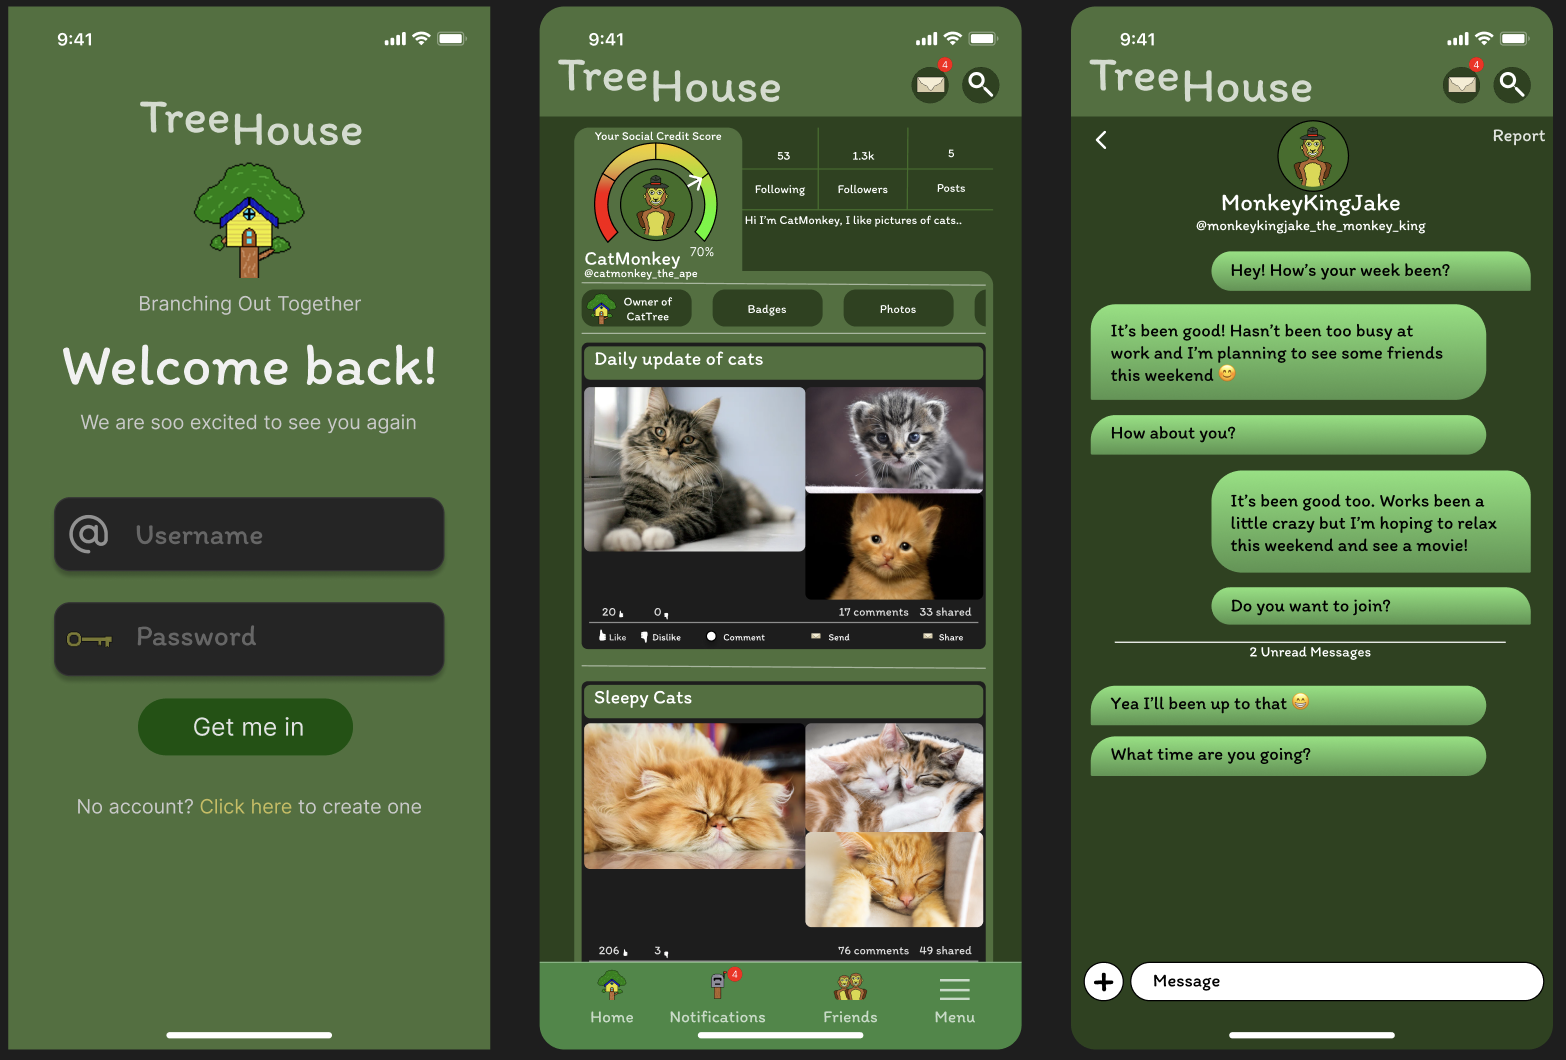 9:41
TreeHouse
Branching Out Together
Welcome back!
We are soo excited to see you again
@ Username
Password
Get me in
No account? Click here to create one
9:41
TreeHouse
4
Your Social Credit Score
70%
CatMonkey
@catmonkey_the_ape
53 1.3k 5
Following Followers Posts
Hi I'm CatMonkey, I like pictures of cats..
Owner of
CatTree
Badges
Photos
Daily update of cats
20 0 17 comments 33 shared
Like Dislike Comment Send Share
Sleepy Cats
206 3 76 comments 49 shared
4
Home Notifications Friends Menu
9:41
TreeHouse
4
Report
MonkeyKingJake
@monkeykingjake_the_monkey_king
Hey! How's your week been?
It's been good! Hasn't been too busy at
work and I'm planning to see some friends
this weekend 😊
How about you?
It's been good too. Works been a
little crazy but I'm hoping to relax
this weekend and see a movie!
Do you want to join?
2 Unread Messages
Yea I'll been up to that 😁
What time are you going?
Message